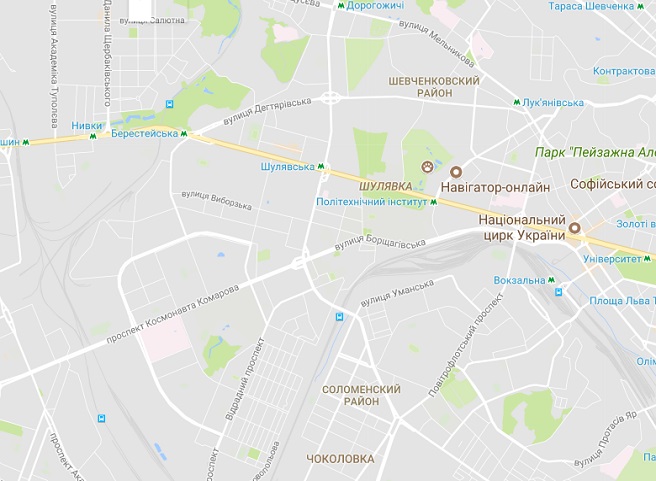 Дорогожичі
Тараса Шевченка
вулиця Салютна
вулиця Академіка Туполєва
Данила Щербаківського
вулиця Мельникова
Контрактова
ШЕВЧЕНКОВСКИЙ
РАЙОН
Лук'янівська
вулиця Дегтярівська
Нивки
Берестейська
Парк "Пейзажна Але
Шулявська
ШУЛЯВКА
Навігатор-онлайн
Софійський со
вулиця Виборзька
Політехнічний інститут
Національний
цирк України
Золоті в
вулиця Борщагівська
Університет
Вокзальна
вулиця Уманська
Площа Льва Т
проспект Космонавта Комарова
Повітрофлотський проспект
Відрадний проспект
СОЛОМЕНСКИЙ
РАЙОН
вулиця Протасів Яр
ЧОКОЛОВКА